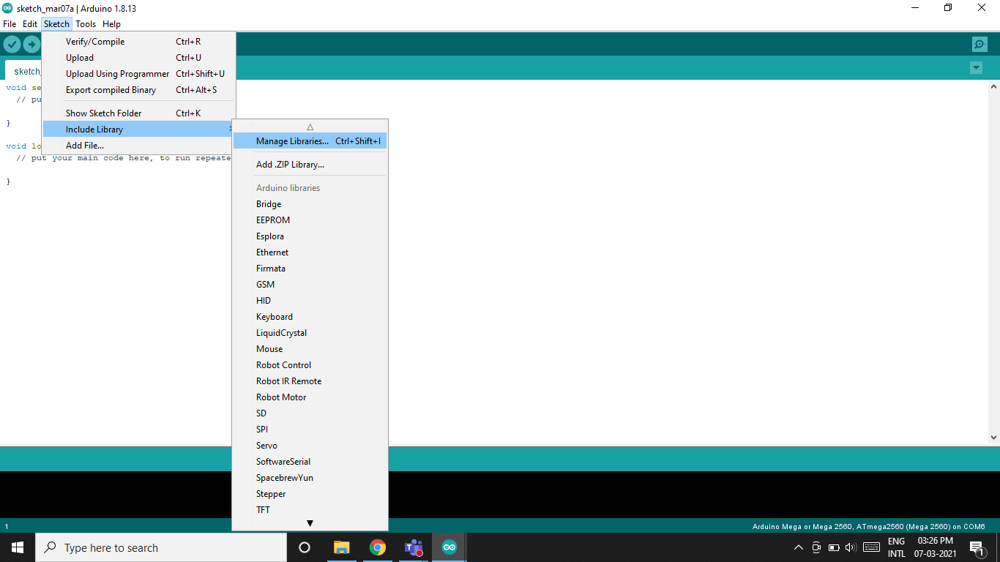 sketch_mar07a | Arduino 1.8.13
File Edit Sketch Tools Help
Verify/Compile Ctrl+R
Upload Ctrl+U
Upload Using Programmer Ctrl+Shift+U
Export compiled Binary Ctrl+Alt+S
Show Sketch Folder Ctrl+K
Include Library
Add File...
sketch_
void se
// pu
}
void lo
// put your main code here, to run repeate
}
Manage Libraries... Ctrl+Shift+I
Add .ZIP Library...
Arduino libraries
Bridge
EEPROM
Esplora
Ethernet
Firmata
GSM
HID
Keyboard
LiquidCrystal
Mouse
Robot Control
Robot IR Remote
Robot Motor
SD
SPI
Servo
SoftwareSerial
SpacebrewYun
Stepper
TFT
1
Arduino Mega or Mega 2560, ATmega2560 (Mega 2560) on COM6
Type here to search
ENG
INTL
03:26 PM
07-03-2021
1